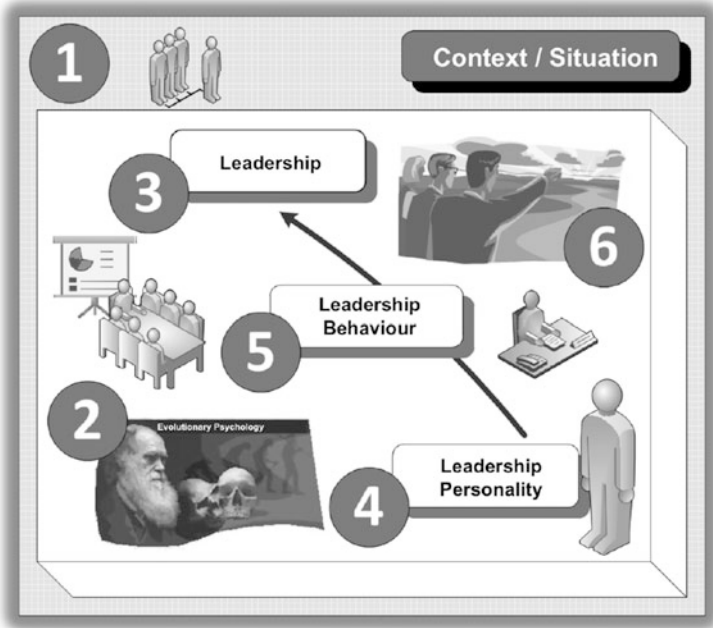 1
Context / Situation
3
Leadership
6
5
Leadership
Behaviour
2
Evolutionary Psychology
4
Leadership
Personality